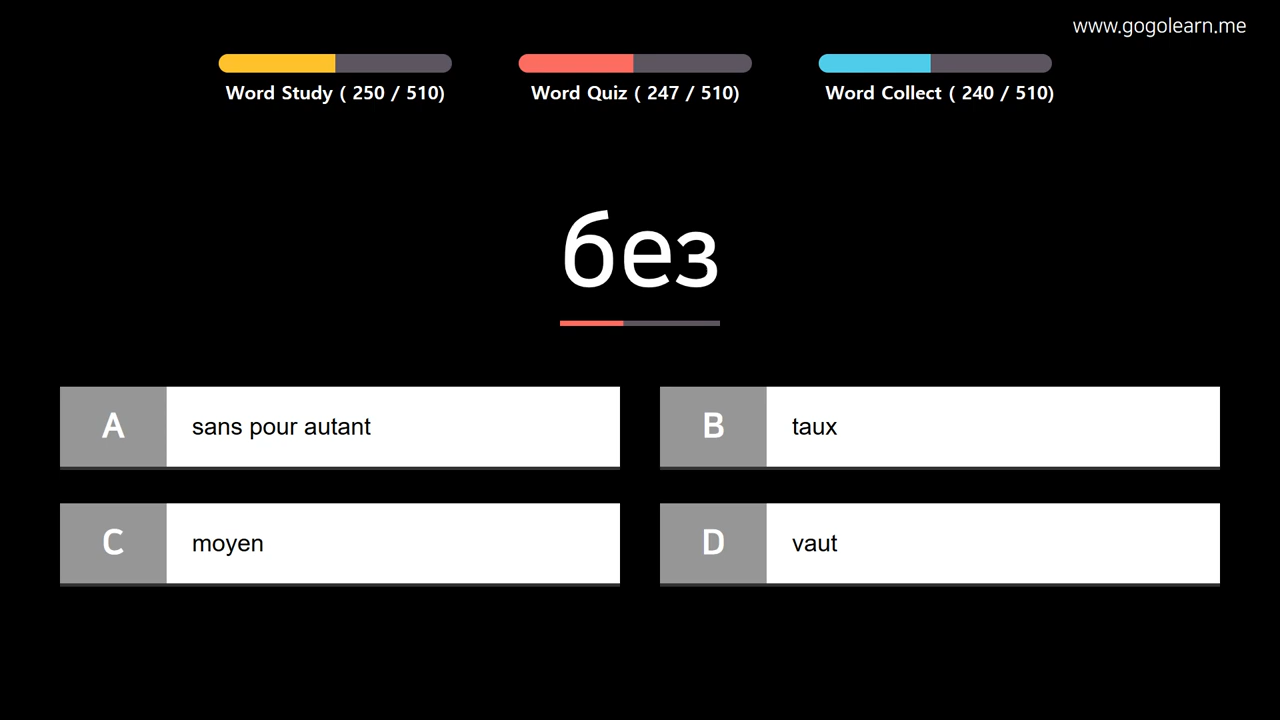 www.gogolearn.me
Word Study ( 250 / 510)
Word Quiz ( 247 / 510)
Word Collect ( 240 / 510)
без
A sans pour autant
B taux
C moyen
D vaut